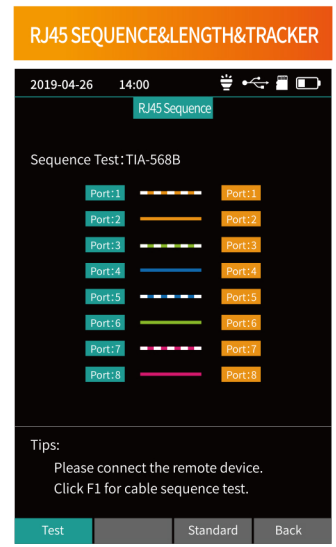 RJ45 SEQUENCE&LENGTH&TRACKER
2019-04-26 14:00
RJ45 Sequence
Sequence Test:TIA-568B
Port:1 Port:1
Port:2 Port:2
Port:3 Port:3
Port:4 Port:4
Port:5 Port:5
Port:6 Port:6
Port:7 Port:7
Port:8 Port:8
Tips:
Please connect the remote device.
Click F1 for cable sequence test.
Test Standard Back